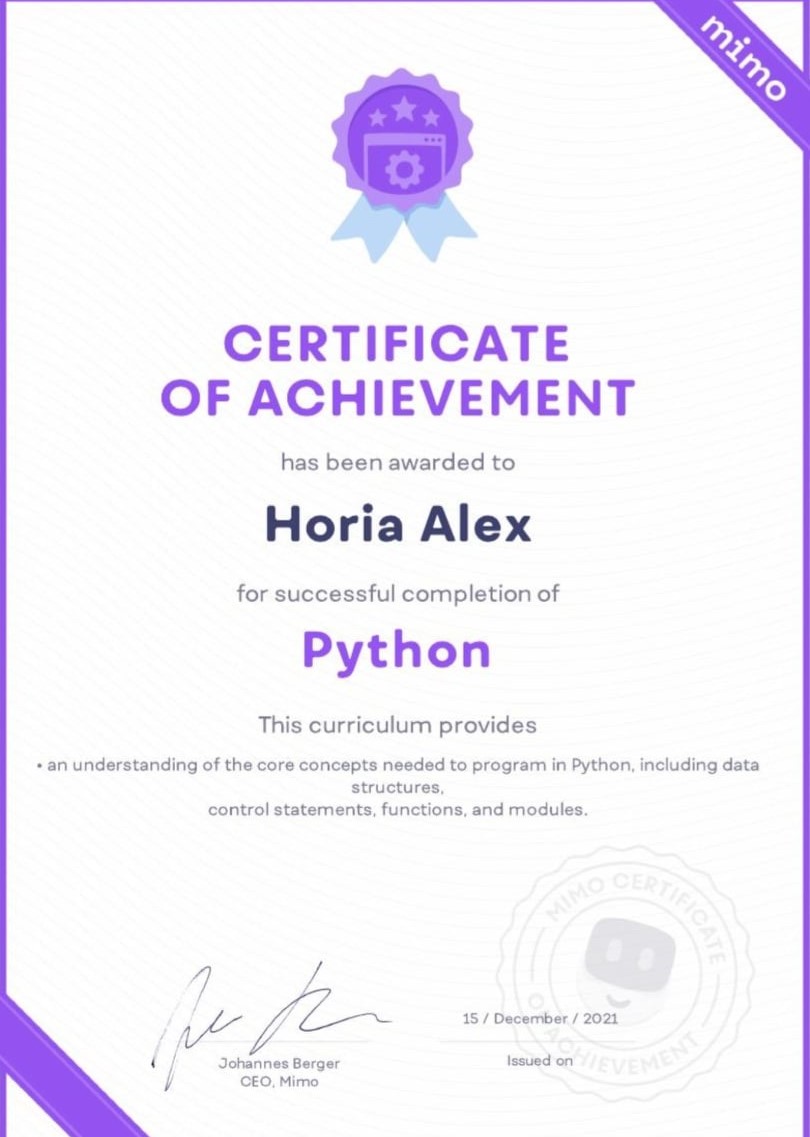 mimo
CERTIFICATE
OF ACHIEVEMENT
has been awarded to
Horia Alex
for successful completion of
Python
This curriculum provides
• an understanding of the core concepts needed to program in Python, including data
structures,
control statements, functions, and modules.
MIMO CERTIFICATE
OF ACHIEVEMENT
15 / December / 2021
Issued on
Johannes Berger
CEO, Mimo